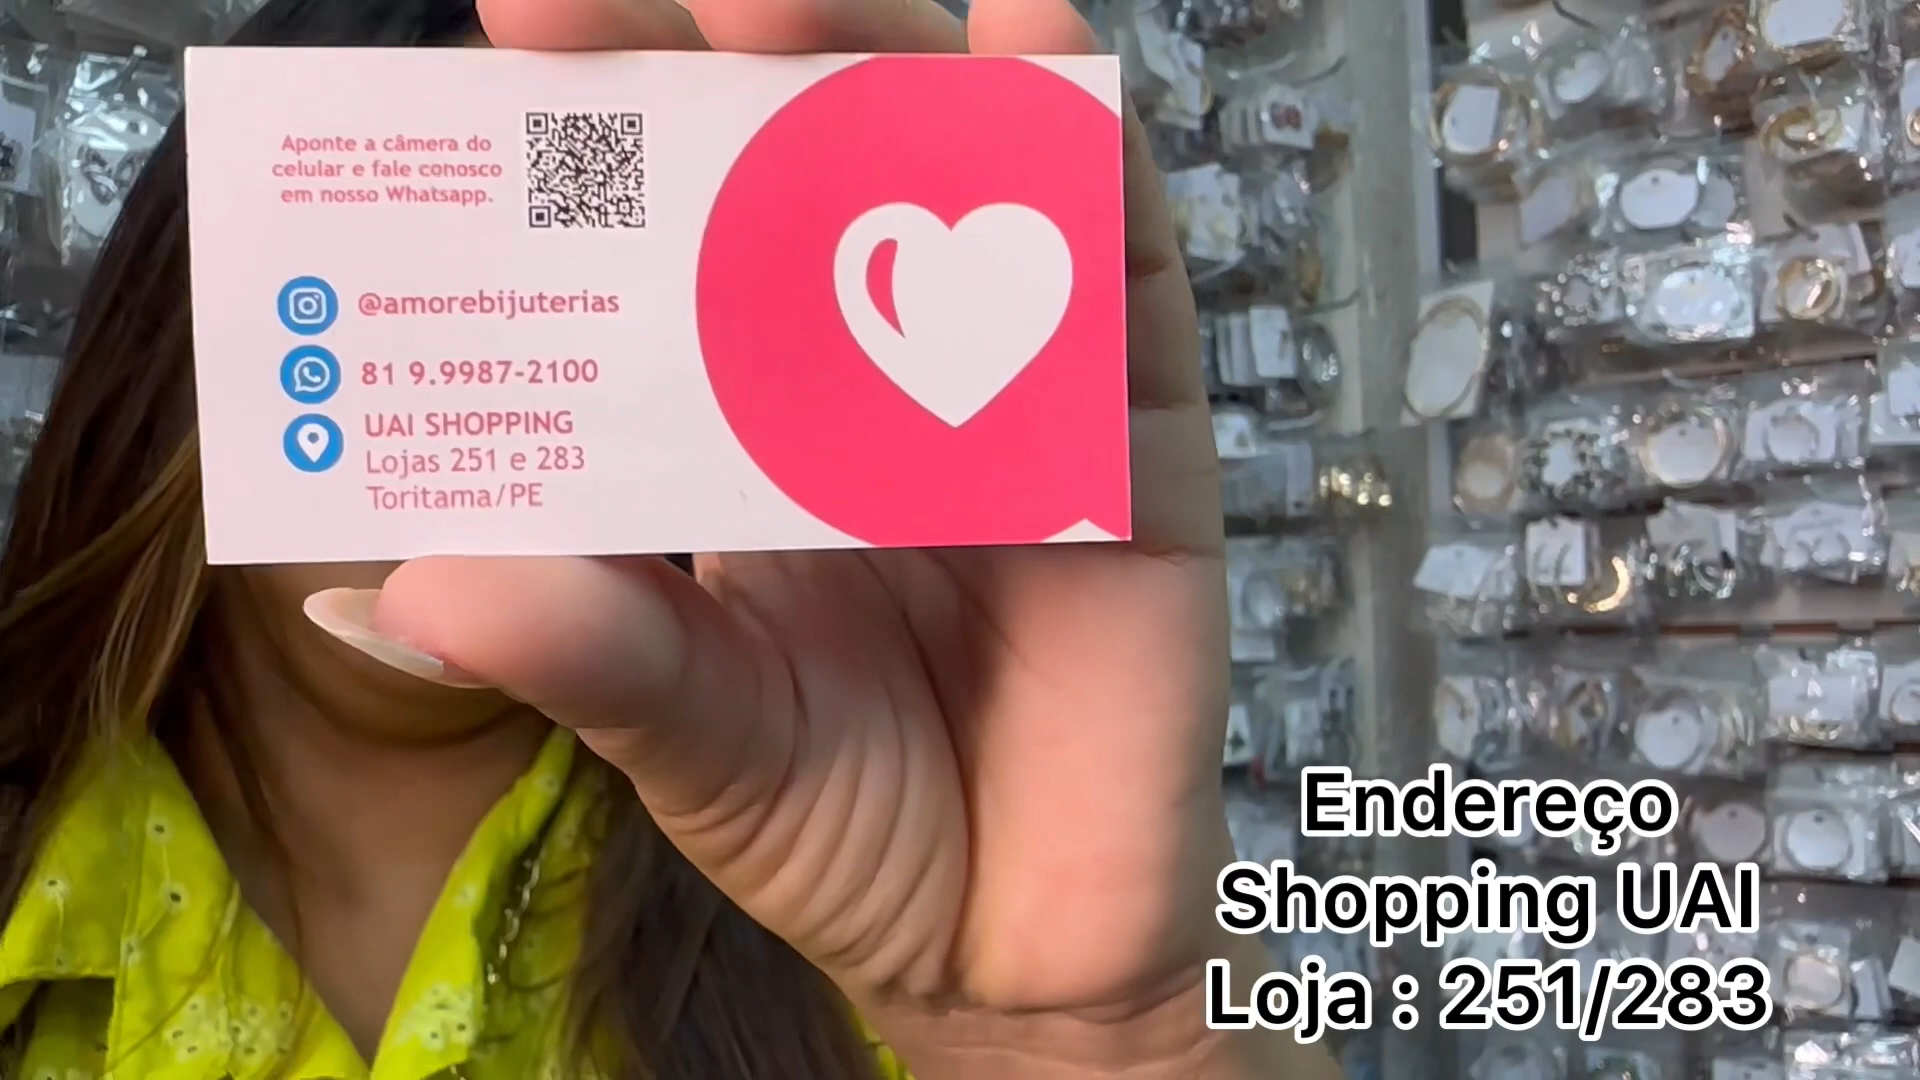 Aponte a câmera do
celular e fale conosco
em nosso Whatsapp.
@amorebijuterias
81 9.9987-2100
UAI SHOPPING
Lojas 251 e 283
Toritama/PE
Endereço
Shopping UAI
Loja : 251/283